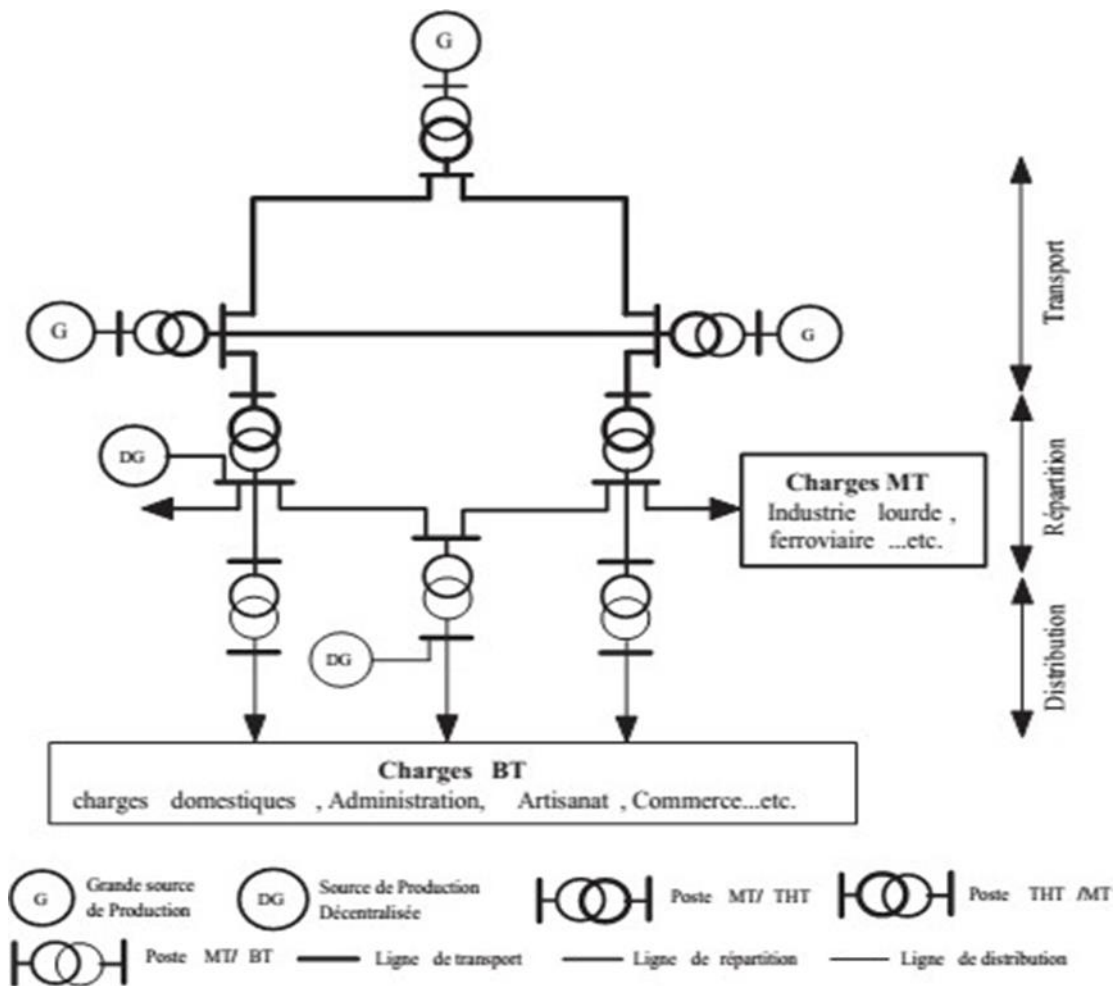 G
Transport
G
G
DG
Charges MT
Industrie lourde ,
ferroviaire ...etc.
Répartition
DG
Distribution
Charges BT
charges domestiques , Administration, Artisanat , Commerce...etc.
G
Grande source
de Production
DG
Source de Production
Décentralisée
Poste MT/ THT
Poste THT /MT
Poste MT/ BT
Ligne de transport
Ligne de répartition
Ligne de distribution